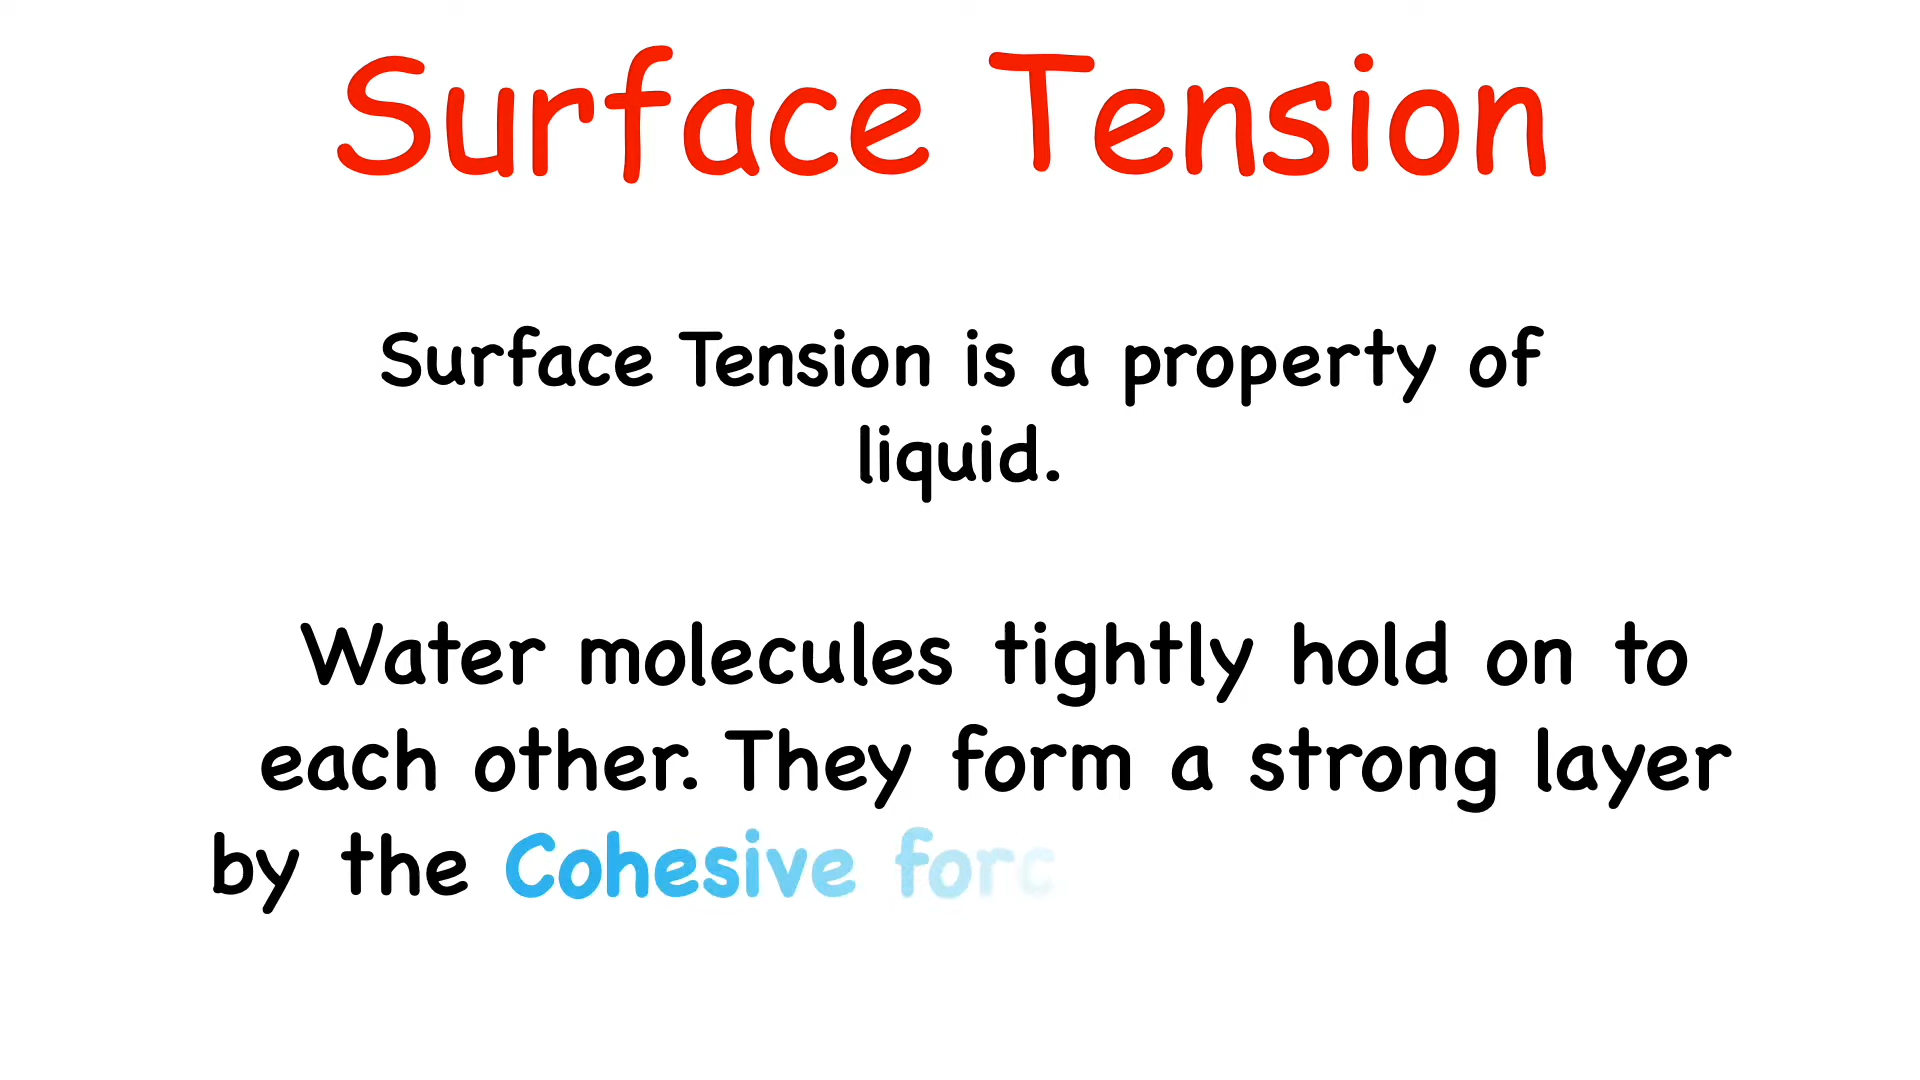 Surface Tension
Surface Tension is a property of
liquid.
Water molecules tightly hold on to
each other. They form a strong layer
by the Cohesive forc